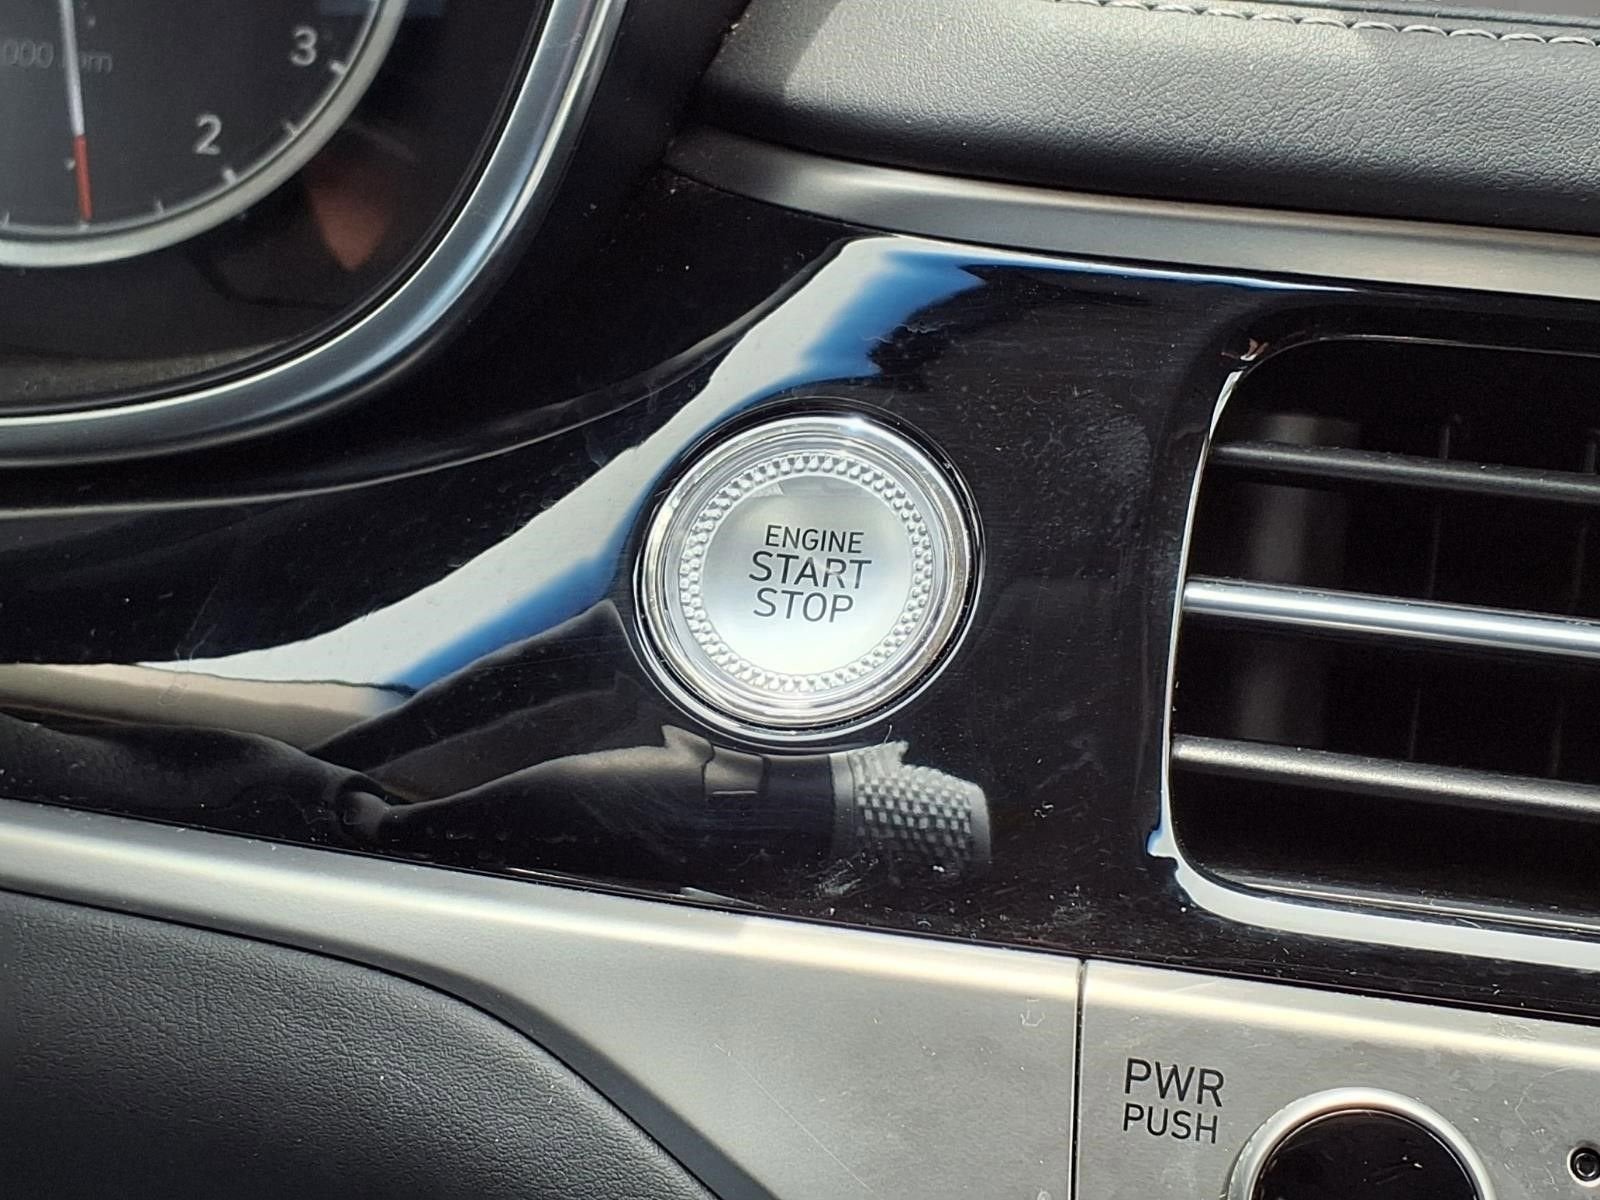 3
2
ENGINE
START
STOP
PWR
PUSH